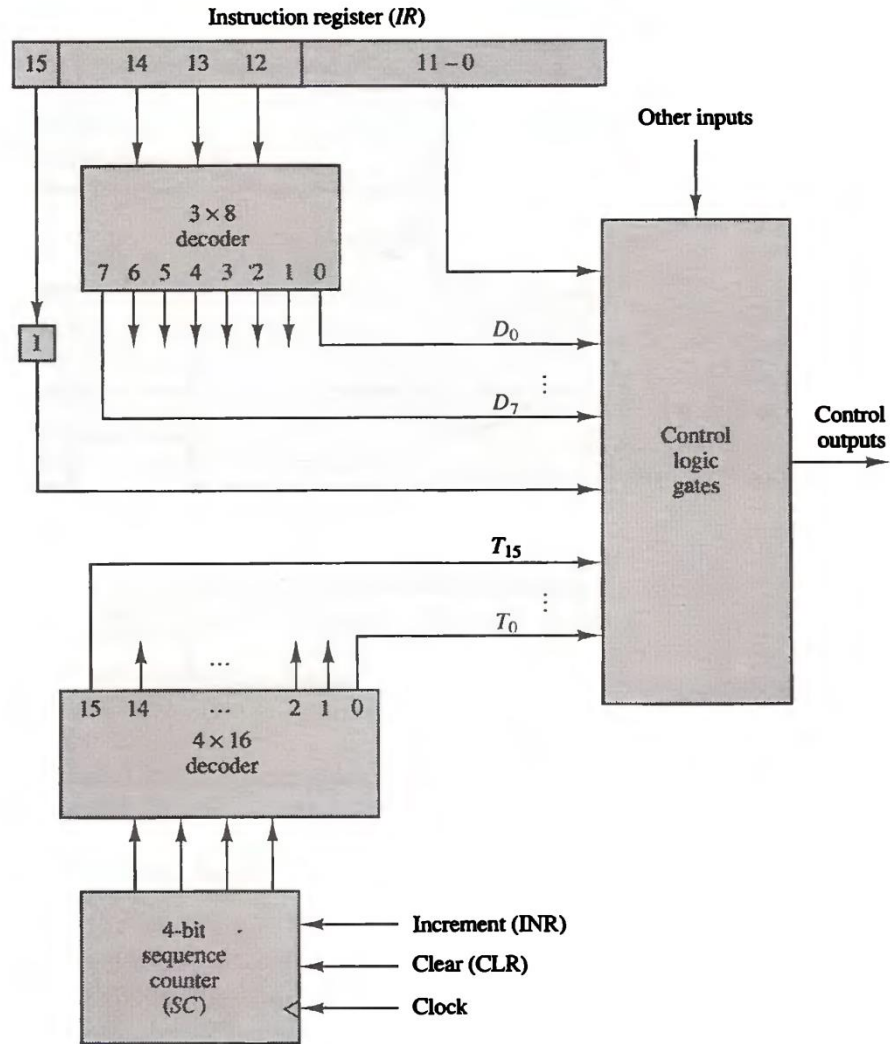 Instruction register (IR)
15 14 13 12 11 – 0
Other inputs
3 × 8
decoder
7 6 5 4 3 2 1 0
1
D0
⋮
D7
Control
logic
gates
Control
outputs
T15
⋮
T0
...
15 14 ... 2 1 0
4 × 16
decoder
4-bit
sequence
counter
(SC)
Increment (INR)
Clear (CLR)
Clock